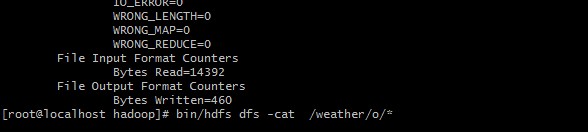 IO_ERROR=0
WRONG_LENGTH=0
WRONG_MAP=0
WRONG_REDUCE=0
File Input Format Counters
Bytes Read=14392
File Output Format Counters
Bytes Written=460
[root@localhost hadoop]# bin/hdfs dfs -cat  /weather/o/*